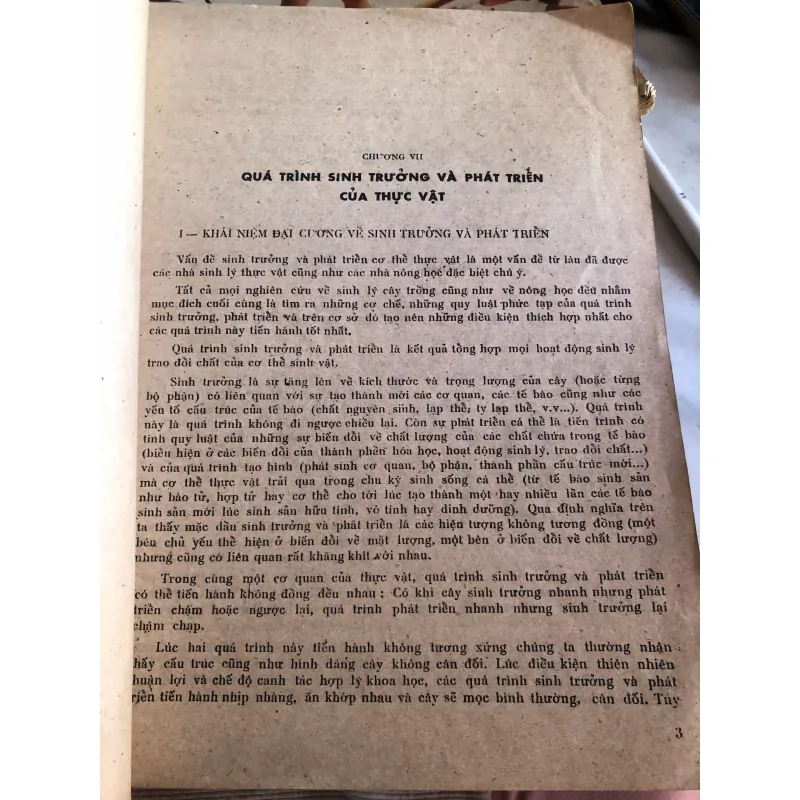 CHƯƠNG VII
QUÁ TRÌNH SINH TRƯỞNG VÀ PHÁT TRIỂN
CỦA THỰC VẬT
I — KHÁI NIỆM ĐẠI CƯƠNG VỀ SINH TRƯỞNG VÀ PHÁT TRIỂN
Vấn đề sinh trưởng và phát triển cơ thể thực vật là một vấn đề từ lâu đã được
các nhà sinh lý thực vật cũng như các nhà nông học đặc biệt chú ý.
Tất cả mọi nghiên cứu về sinh lý cây trồng cũng như về nông học đều nhằm
mục đích cuối cùng là tìm ra những cơ chế, những quy luật phức tạp của quá trình
sinh trưởng, phát triển và trên cơ sở đó tạo nên những điều kiện thích hợp nhất cho
các quá trình này tiến hành tốt nhất.
Quá trình sinh trưởng và phát triển là kết quả tổng hợp mọi hoạt động sinh lý
trao đổi chất của cơ thể sinh vật.
Sinh trưởng là sự tăng lên về kích thước và trọng lượng của cây (hoặc từng
bộ phận) có liên quan với sự tạo thành mới các cơ quan, các tế bào cũng như các
yếu tố cấu trúc của tế bào (chất nguyên sinh, lạp thể, ty lạp thể, v.v...). Quá trình
này là quá trình không đi ngược chiều lại. Còn sự phát triển cá thể là tiến trình có
tính quy luật của những sự biến đổi về chất lượng của các chất chứa trong tế bào
(biểu hiện ở các biến đổi của thành phần hóa học, hoạt động sinh lý, trao đổi chất...)
và của quá trình tạo hình (phát sinh cơ quan, bộ phận, thành phần cấu trúc mới...)
mà cơ thể thực vật trải qua trong chu kỳ sinh sống cá thể (từ tế bào sinh sản
như bào tử, hợp tử hay cơ thể cho tới lúc tạo thành một hay nhiều lần các tế bào
sinh sản mới lúc sinh sản hữu tính, vô tính hay dinh dưỡng). Qua định nghĩa trên
ta thấy mặc dầu sinh trưởng và phát triển là các hiện tượng không tương đồng (một
bên chủ yếu thể hiện ở biến đổi về mặt lượng, một bên ở biến đổi về chất lượng)
nhưng cũng có liên quan rất khăng khít với nhau.
Trong cùng một cơ quan của thực vật, quá trình sinh trưởng và phát triển
có thể tiến hành không đồng đều nhau : Có khi cây sinh trưởng nhanh nhưng phát
triển chậm hoặc ngược lại, quá trình phát triển nhanh nhưng sinh trưởng lại
chậm chạp.
Lúc hai quá trình này tiến hành không tương xứng chúng ta thường nhận
hấy cấu trúc cũng như hình dáng cây không cân đối. Lúc điều kiện thiên nhiên
huận lợi và chế độ canh tác hợp lý khoa học, các quá trình sinh trưởng và phát
riển tiến hành nhịp nhàng, ăn khớp nhau và cây sẽ mọc bình thường, cân đối. Tùy
3